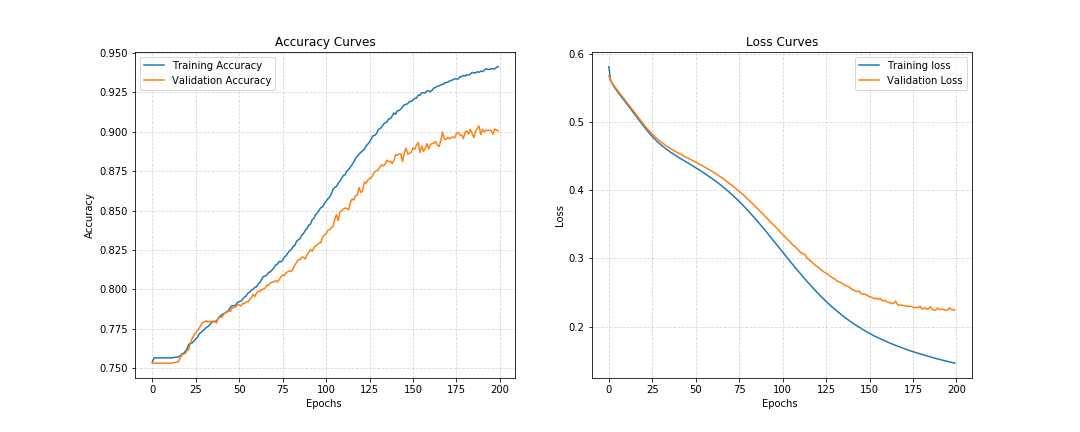 Accuracy Curves
0.950
0.925
0.900
0.875
0.850
0.825
0.800
0.775
0.750
Accuracy
Training Accuracy
Validation Accuracy
0 25 50 75 100 125 150 175 200
Epochs
Loss Curves
0.6
0.5
0.4
0.3
0.2
Loss
Training loss
Validation Loss
0 25 50 75 100 125 150 175 200
Epochs